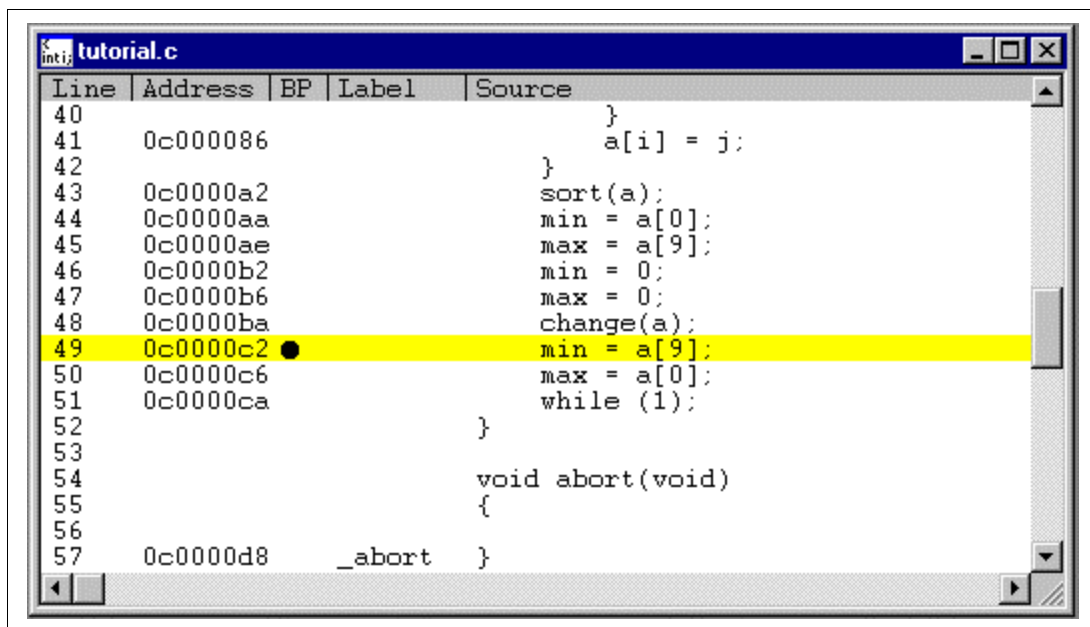 tutorial.c
Line Address BP Label Source
40 }
41 0c000086 a[i] = j;
42 }
43 0c0000a2 sort(a);
44 0c0000aa min = a[0];
45 0c0000ae max = a[9];
46 0c0000b2 min = 0;
47 0c0000b6 max = 0;
48 0c0000ba change(a);
49 0c0000c2 ● min = a[9];
50 0c0000c6 max = a[0];
51 0c0000ca while (1);
52 }
53
54 void abort(void)
55 {
56
57 0c0000d8 _abort }